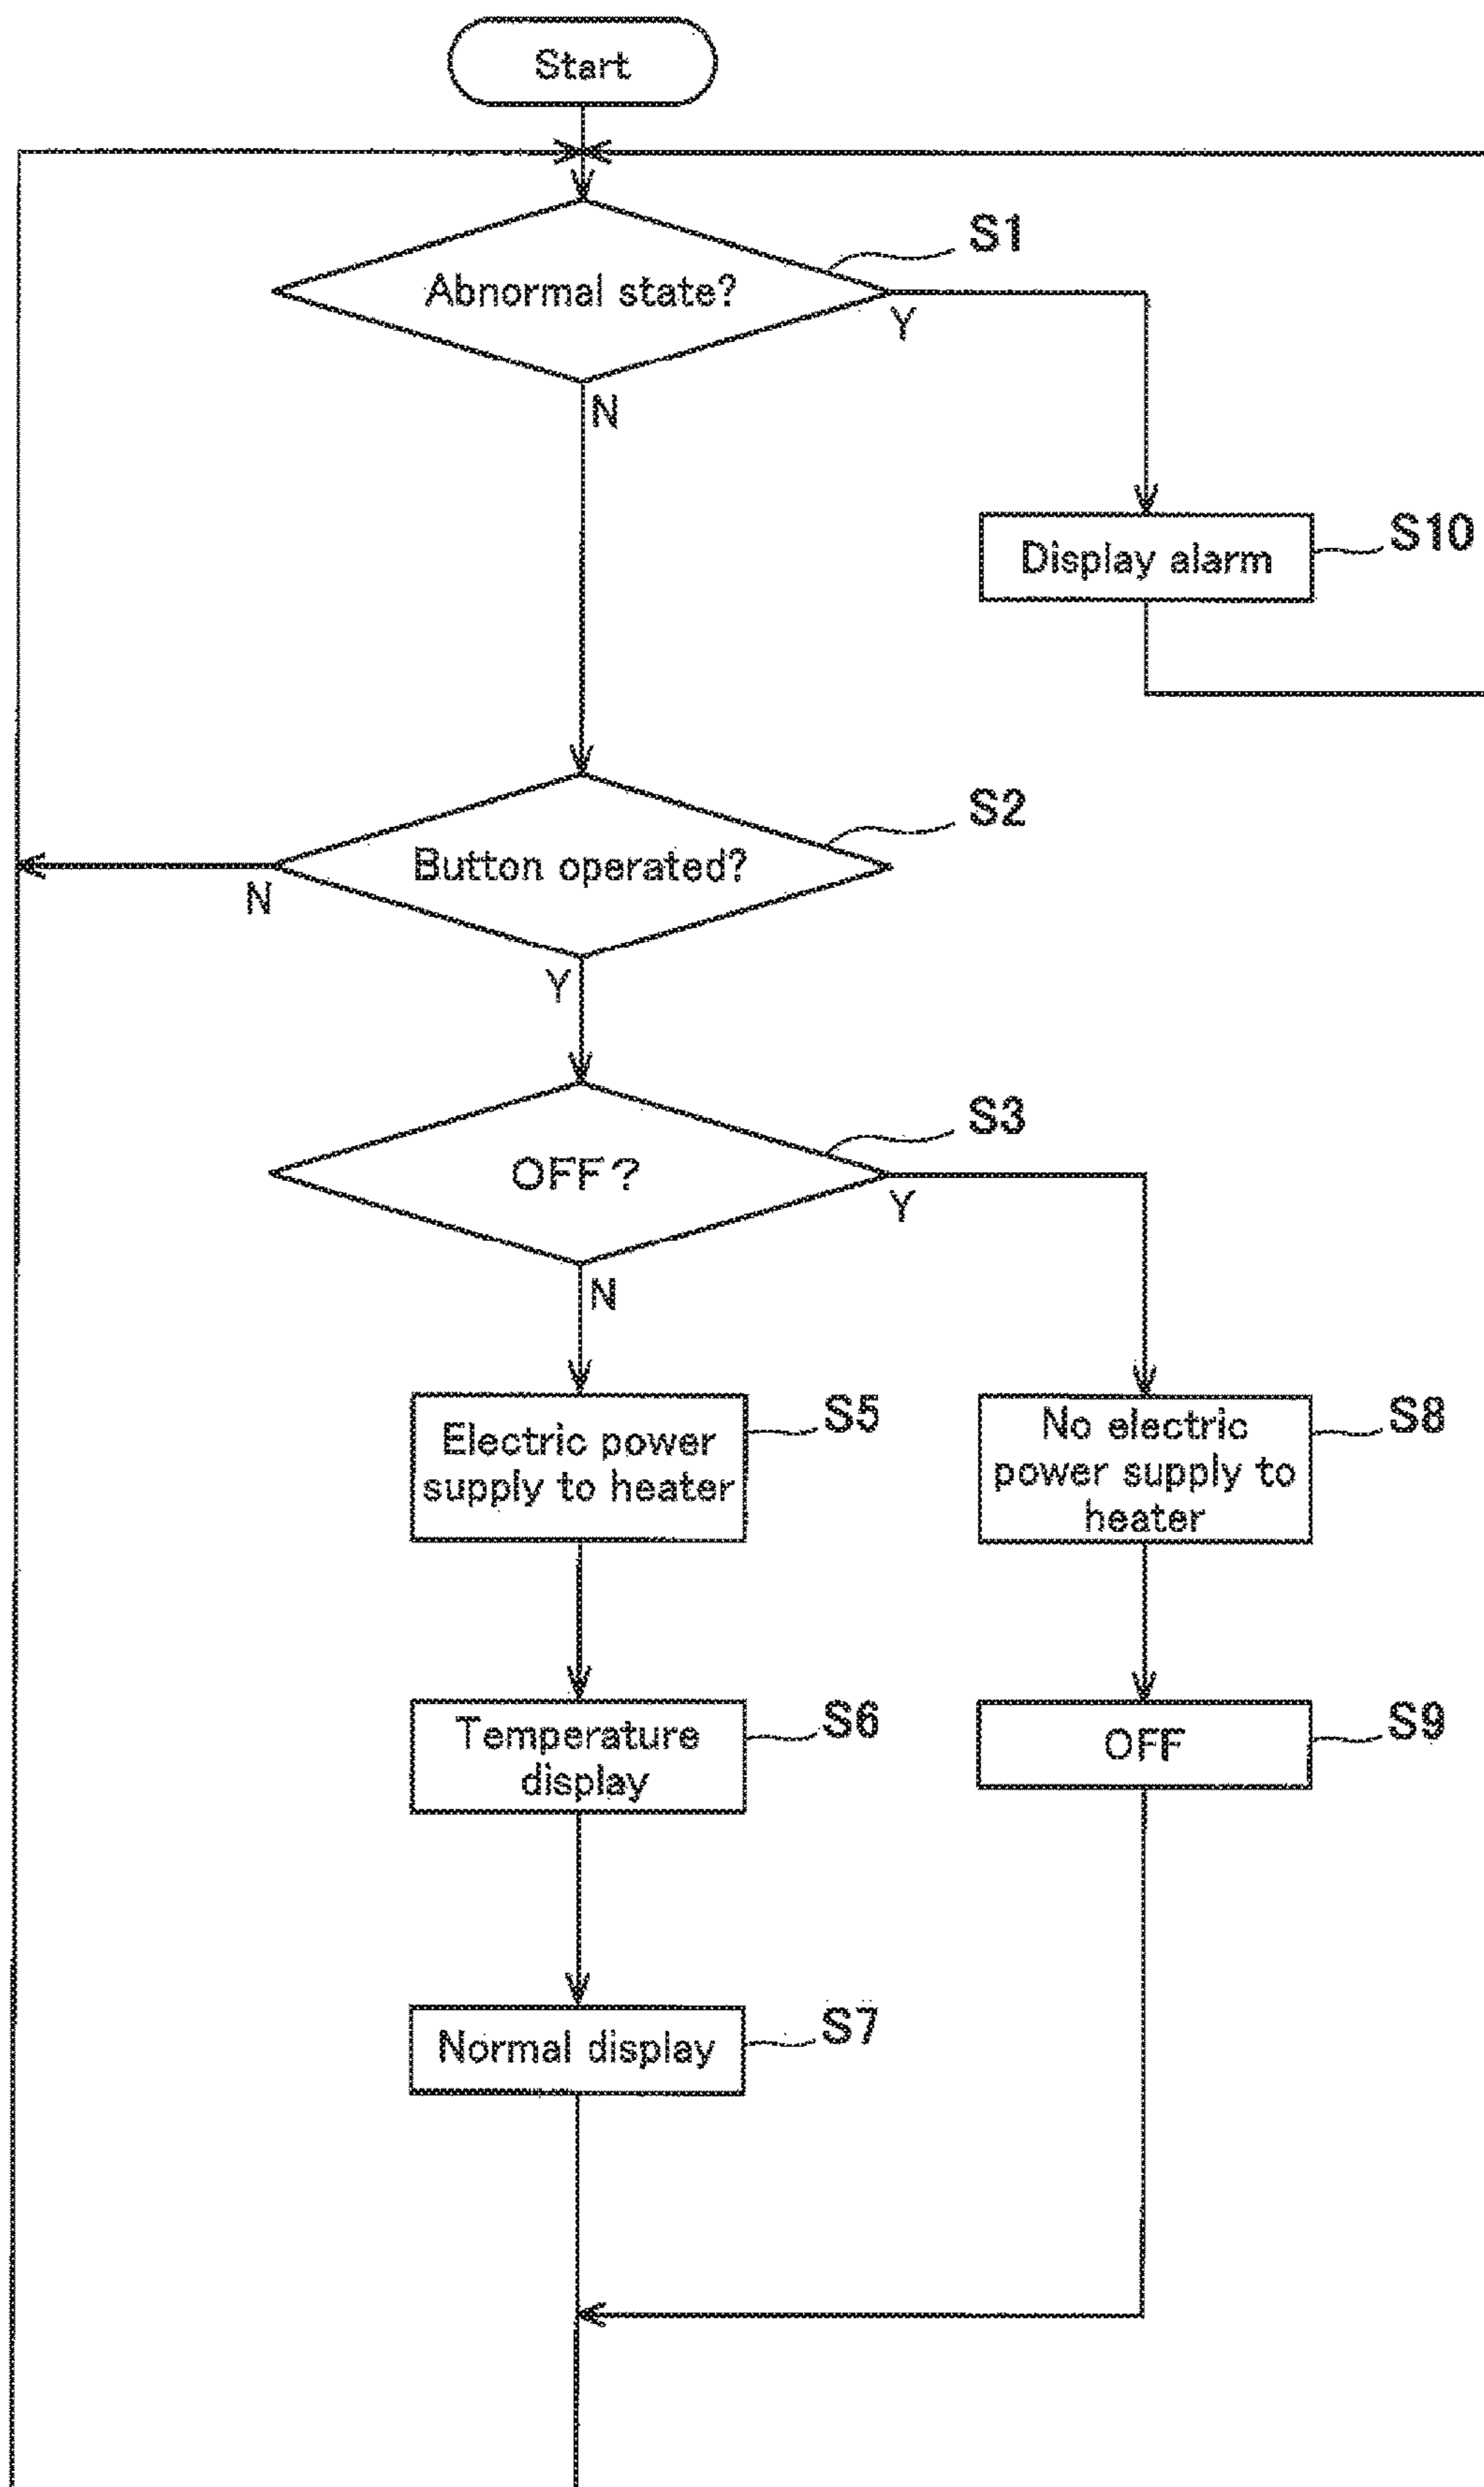 Start
S1
Abnormal state?
Y
N
S10
Display alarm
S2
Button operated?
N
Y
S3
OFF?
Y
N
S5
Electric power
supply to heater
S8
No electric
power supply to
heater
S6
Temperature
display
S9
OFF
S7
Normal display